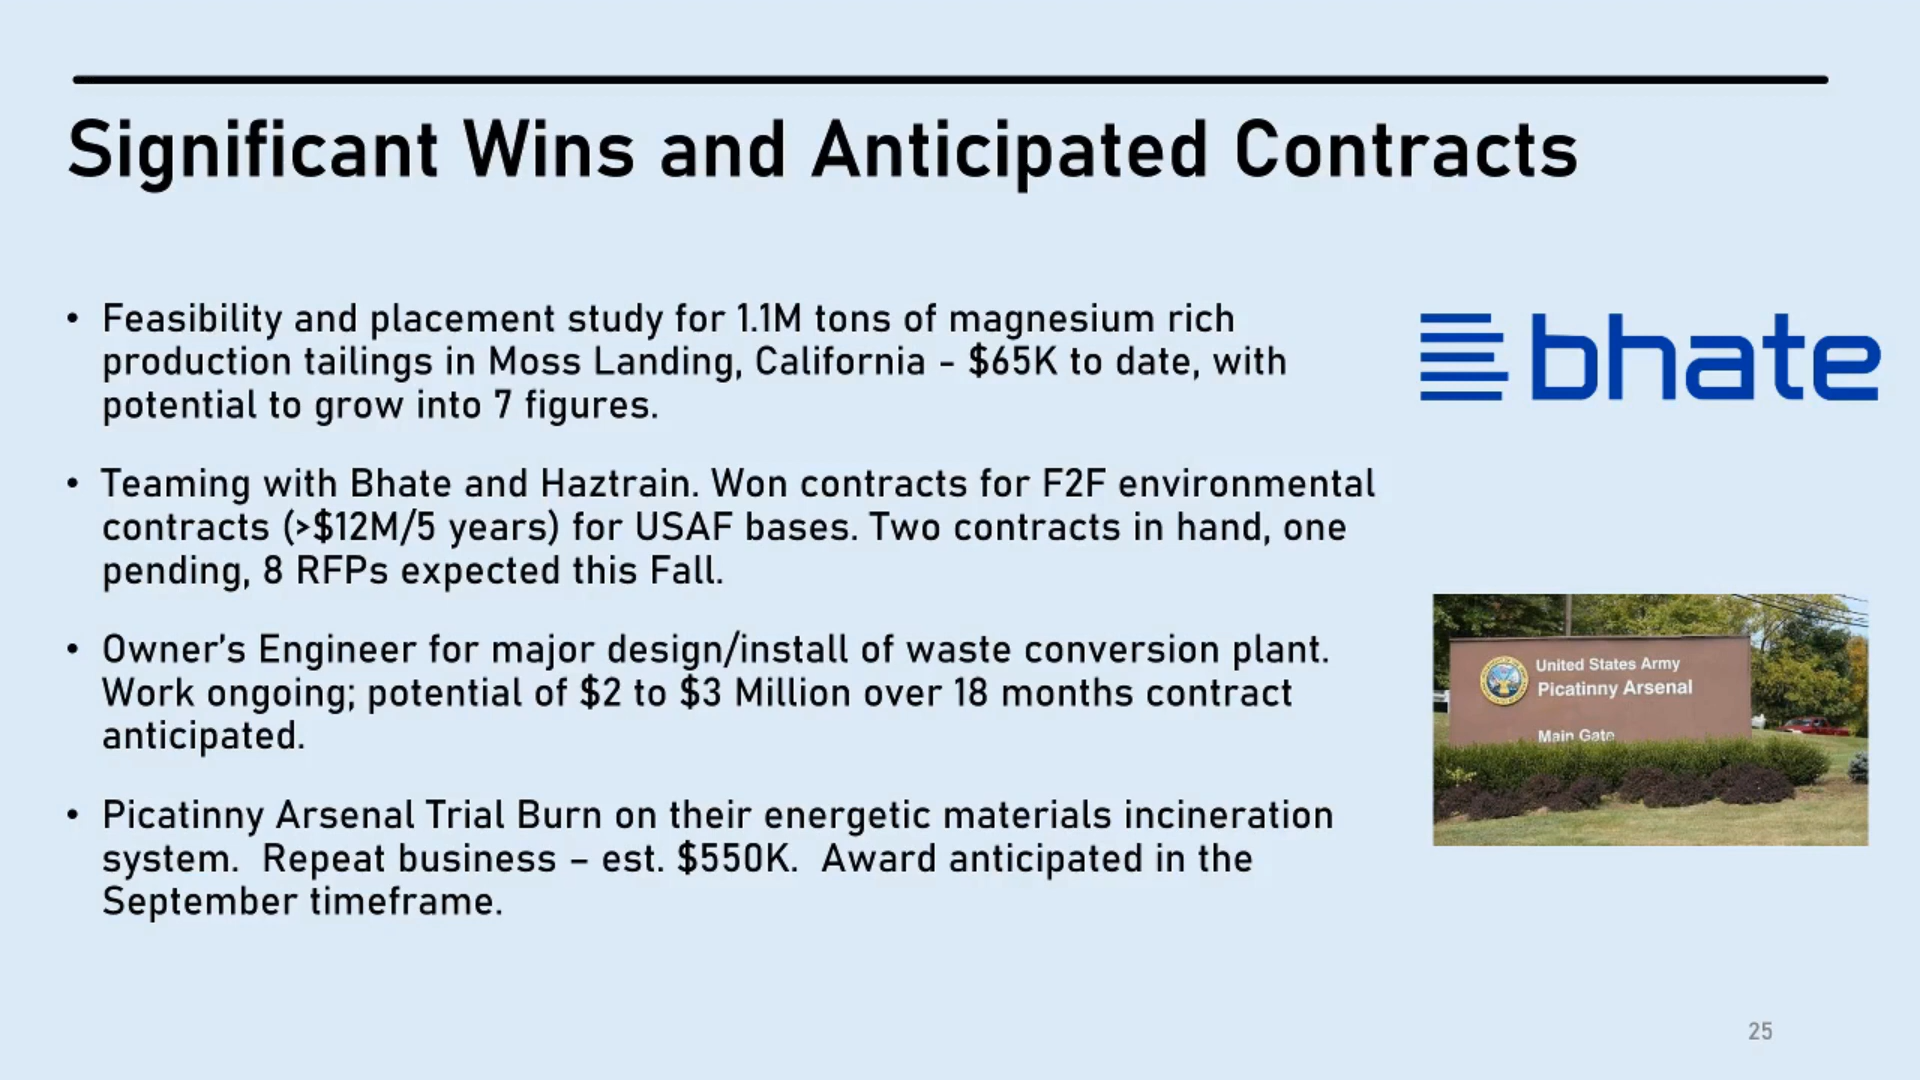 Significant Wins and Anticipated Contracts
• Feasibility and placement study for 1.1M tons of magnesium rich
production tailings in Moss Landing, California - $65K to date, with
potential to grow into 7 figures.
bhate
• Teaming with Bhate and Haztrain. Won contracts for F2F environmental
contracts (>$12M/5 years) for USAF bases. Two contracts in hand, one
pending, 8 RFPs expected this Fall.
• Owner's Engineer for major design/install of waste conversion plant.
Work ongoing; potential of $2 to $3 Million over 18 months contract
anticipated.
United States Army
Picatinny Arsenal
Main Gate
• Picatinny Arsenal Trial Burn on their energetic materials incineration
system.  Repeat business – est. $550K.  Award anticipated in the
September timeframe.
25